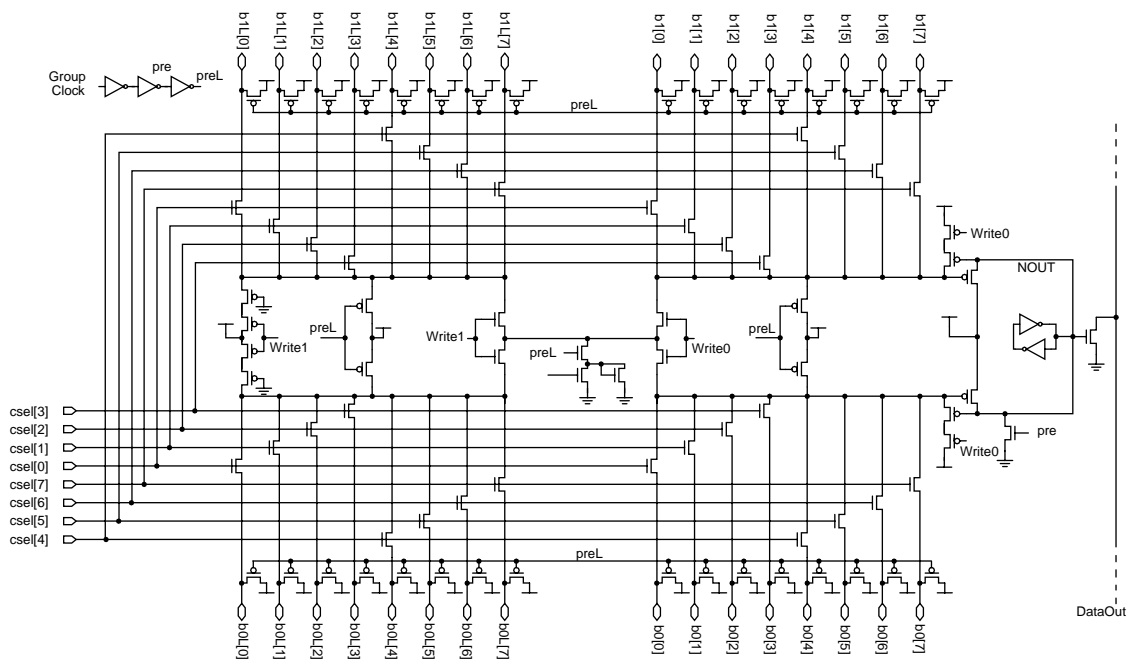 b1L[0] b1L[1] b1L[2] b1L[3] b1L[4] b1L[5] b1L[6] b1L[7] b1[0] b1[1] b1[2] b1[3] b1[4] b1[5] b1[6] b1[7]
Group
Clock
pre
preL
preL
Write0
NOUT
preL
Write1
Write1
preL
Write0
preL
csel[3]
csel[2]
csel[1]
csel[0]
csel[7]
csel[6]
csel[5]
csel[4]
pre
Write0
preL
DataOut
b0L[0] b0L[1] b0L[2] b0L[3] b0L[4] b0L[5] b0L[6] b0L[7] b0[0] b0[1] b0[2] b0[3] b0[4] b0[5] b0[6] b0[7]